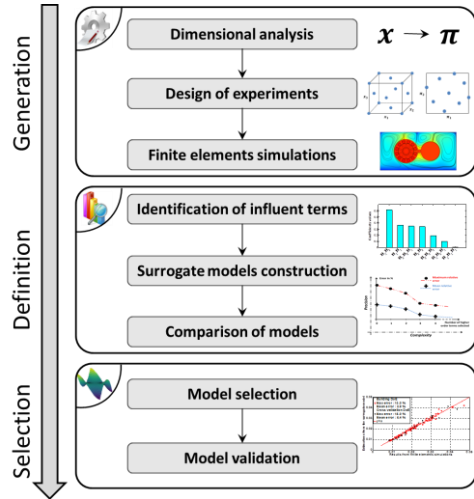 Generation
Dimensional analysis
x → π
Design of experiments
Finite elements simulations
Definition
Identification of influent terms
Surrogate models construction
Comparison of models
Complexity
Selection
Model selection
Model validation